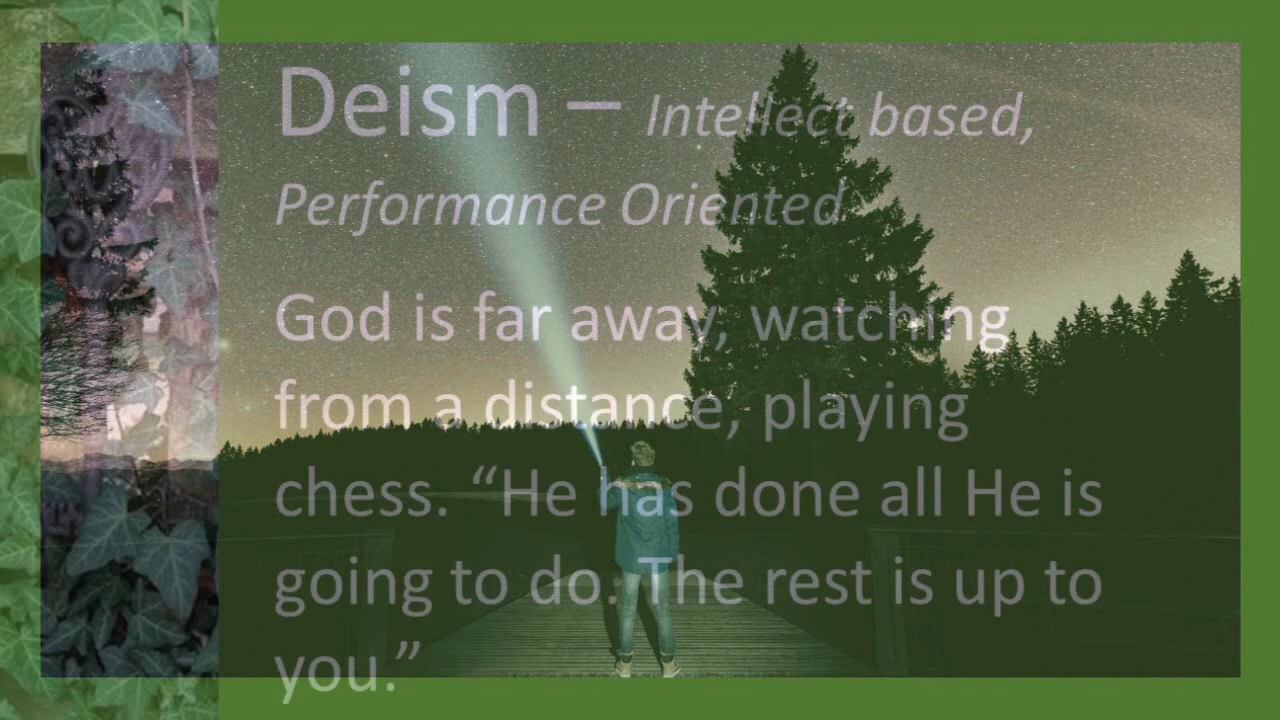 Deism – Intellect based,
Performance Oriented
God is far away, watching
from a distance, playing
chess. “He has done all He is
going to do. The rest is up to
you.”